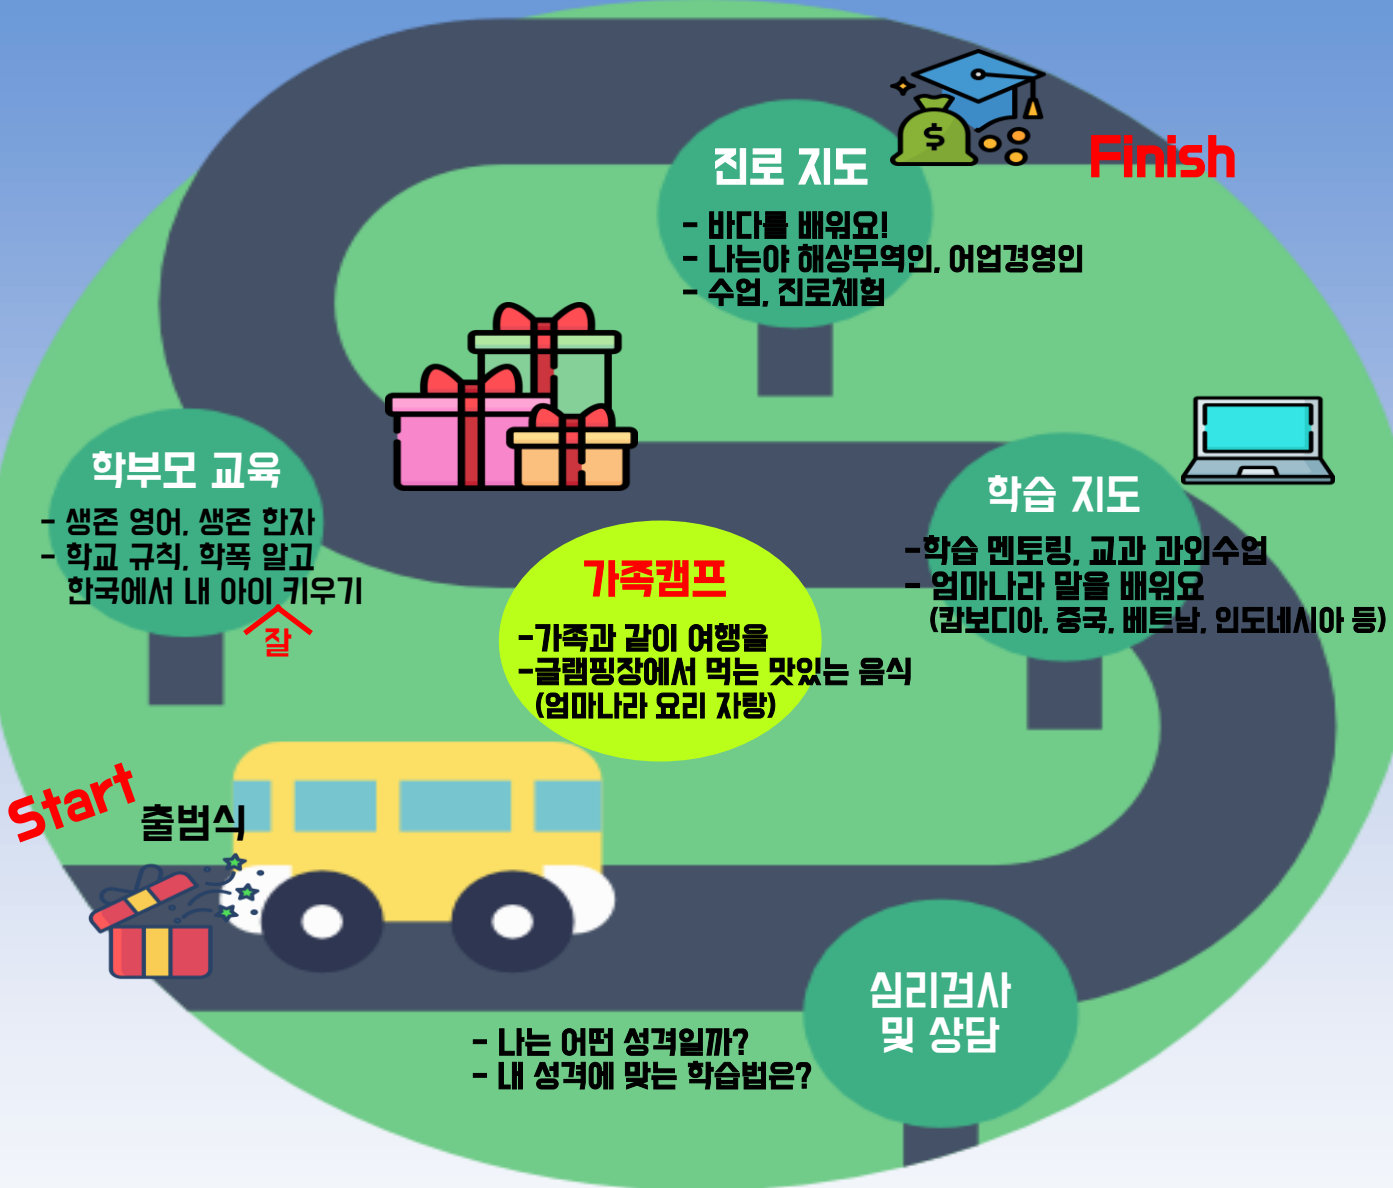 Finish
진로 지도
- 바다를 배워요!
- 나는야 해상무역인, 어업경영인
- 수업, 진로체험
학부모 교육
- 생존 영어, 생존 한자
- 학교 규칙, 학폭 알고
한국에서 내 아이 키우기
잘
학습 지도
-학습 멘토링, 교과 과외수업
- 엄마나라 말을 배워요
(캄보디아, 중국, 베트남, 인도네시아 등)
가족캠프
-가족과 같이 여행을
-글램핑장에서 먹는 맛있는 음식
(엄마나라 요리 자랑)
Start
출범식
심리검사
및 상담
- 나는 어떤 성격일까?
- 내 성격에 맞는 학습법은?